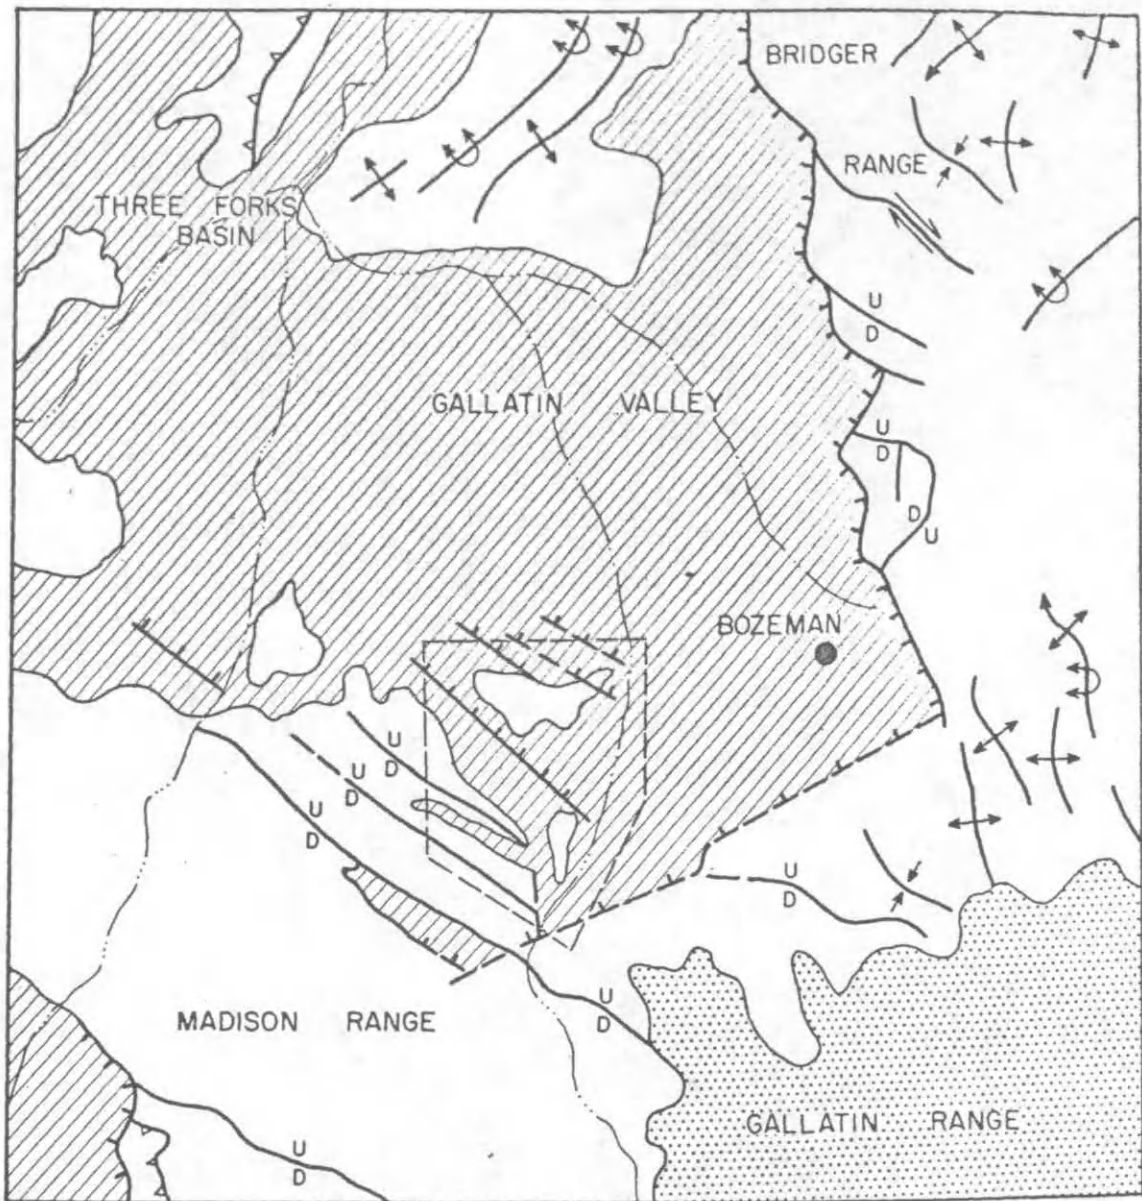 BRIDGER
RANGE
THREE FORKS
BASIN
U
D
GALLATIN VALLEY
U
D
D
U
BOZEMAN
U
D
U
D
U
D
U
D
MADISON RANGE
U
D
GALLATIN RANGE
U
D